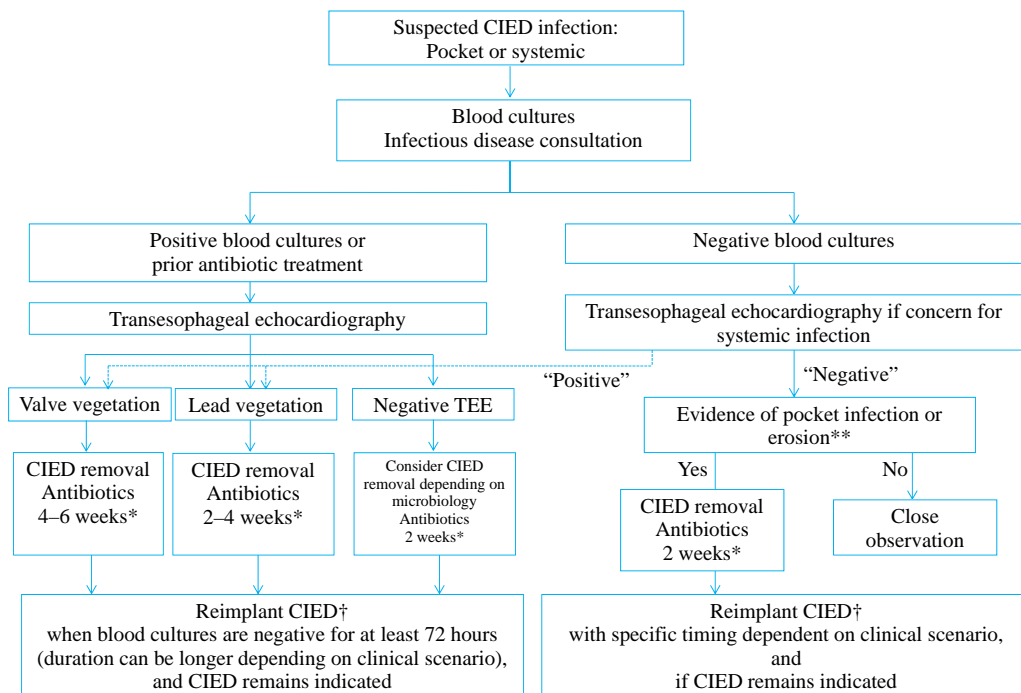 Suspected CIED infection:
Pocket or systemic
Blood cultures
Infectious disease consultation
Positive blood cultures or
prior antibiotic treatment
Negative blood cultures
Transesophageal echocardiography
Transesophageal echocardiography if concern for
systemic infection
“Positive”
“Negative”
Valve vegetation
Lead vegetation
Negative TEE
Evidence of pocket infection or
erosion**
Yes
No
CIED removal
Antibiotics
4–6 weeks*
CIED removal
Antibiotics
2–4 weeks*
Consider CIED
removal depending on
microbiology
Antibiotics
2 weeks*
CIED removal
Antibiotics
2 weeks*
Close
observation
Reimplant CIED†
when blood cultures are negative for at least 72 hours
(duration can be longer depending on clinical scenario),
and CIED remains indicated
Reimplant CIED†
with specific timing dependent on clinical scenario,
and
if CIED remains indicated